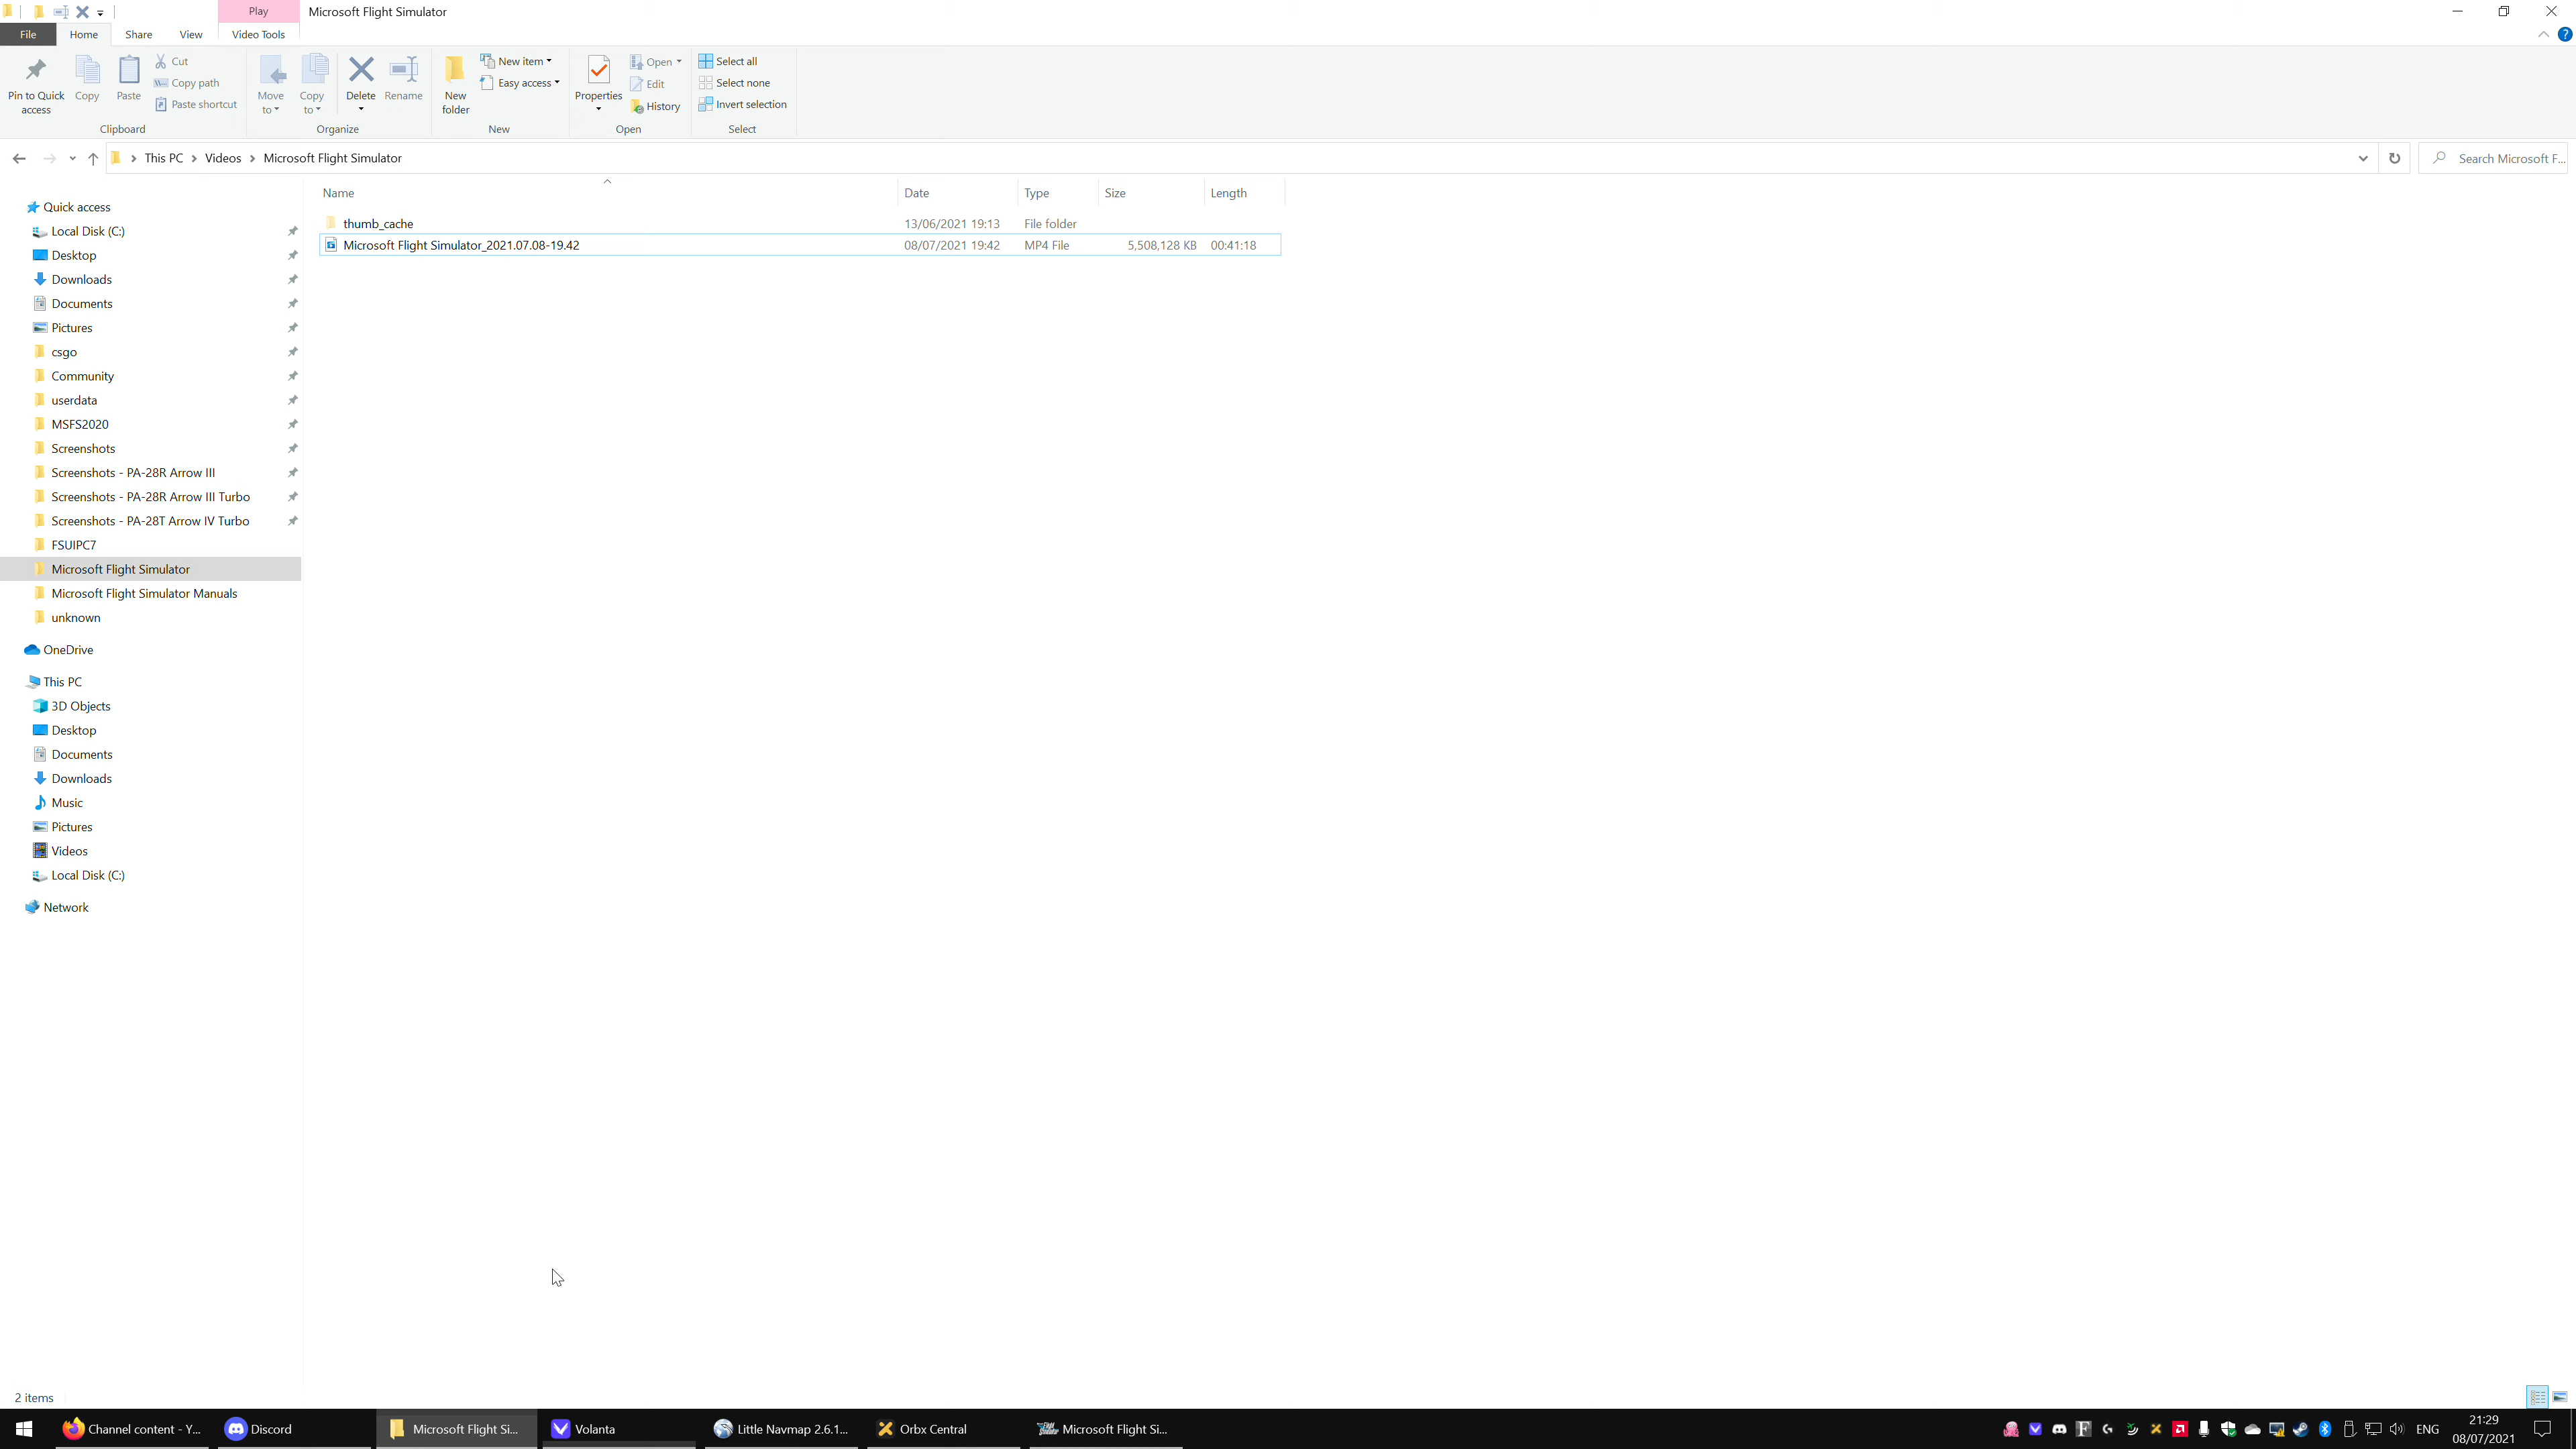 Play
Microsoft Flight Simulator
File
Home
Share
View
Video Tools
Pin to Quick
access
Copy
Paste
Cut
Copy path
Paste shortcut
Clipboard
Move
to
Copy
to
Delete
Rename
Organize
New
folder
New item
Easy access
New
Properties
Open
Edit
History
Open
Select all
Select none
Invert selection
Select
This PC
Videos
Microsoft Flight Simulator
Search Microsoft F...
Name
Date
Type
Size
Length
thumb_cache
13/06/2021 19:13
File folder
Microsoft Flight Simulator_2021.07.08-19.42
08/07/2021 19:42
MP4 File
5,508,128 KB
00:41:18
Quick access
Local Disk (C:)
Desktop
Downloads
Documents
Pictures
csgo
Community
userdata
MSFS2020
Screenshots
Screenshots - PA-28R Arrow III
Screenshots - PA-28R Arrow III Turbo
Screenshots - PA-28T Arrow IV Turbo
FSUIPC7
Microsoft Flight Simulator
Microsoft Flight Simulator Manuals
unknown
OneDrive
This PC
3D Objects
Desktop
Documents
Downloads
Music
Pictures
Videos
Local Disk (C:)
Network
2 items
Channel content - Y...
Discord
Microsoft Flight Si...
Volanta
Little Navmap 2.6.1...
Orbx Central
Microsoft Flight Si...
ENG
21:29
08/07/2021